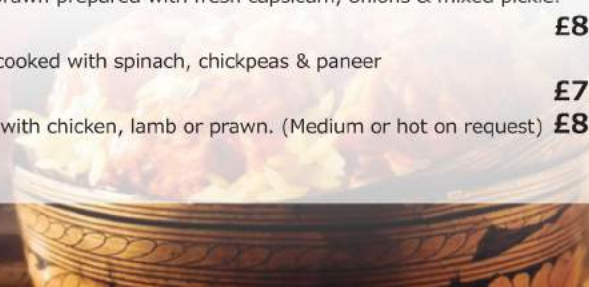 prawn prepared with fresh capsicum, onions & mixed pickle.
£8
cooked with spinach, chickpeas & paneer
£7
with chicken, lamb or prawn. (Medium or hot on request) £8